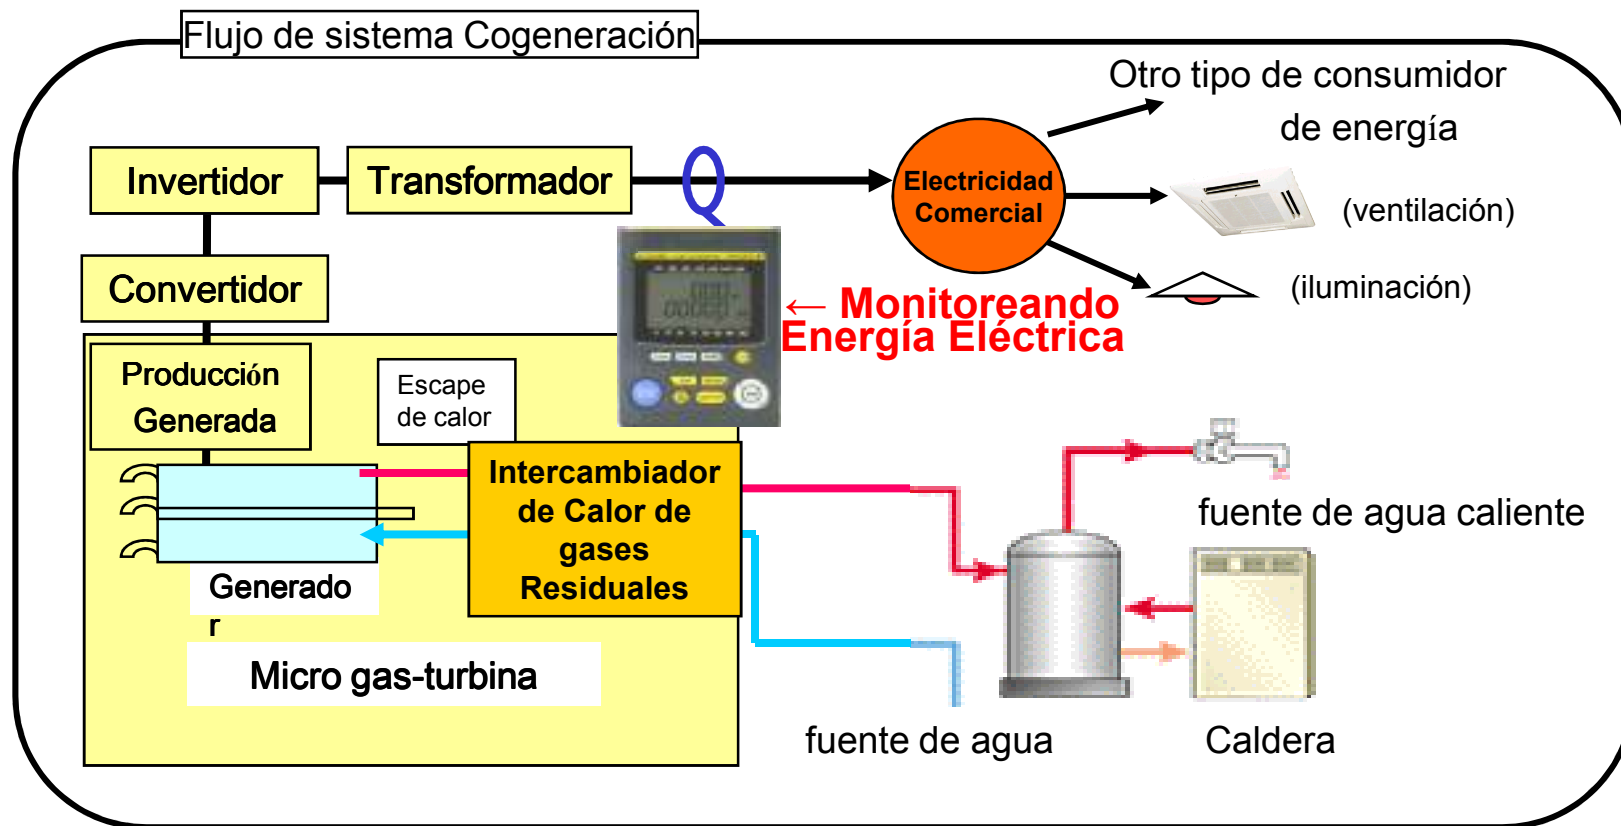 Flujo de sistema Cogeneración
Otro tipo de consumidor
de energía
Invertidor
Transformador
Electricidad
Comercial
(ventilación)
Convertidor
(iluminación)
← Monitoreando
Energía Eléctrica
Producción
Generada
Escape
de calor
Intercambiador
de Calor de
gases
Residuales
fuente de agua caliente
Generado
r
Micro gas-turbina
fuente de agua
Caldera